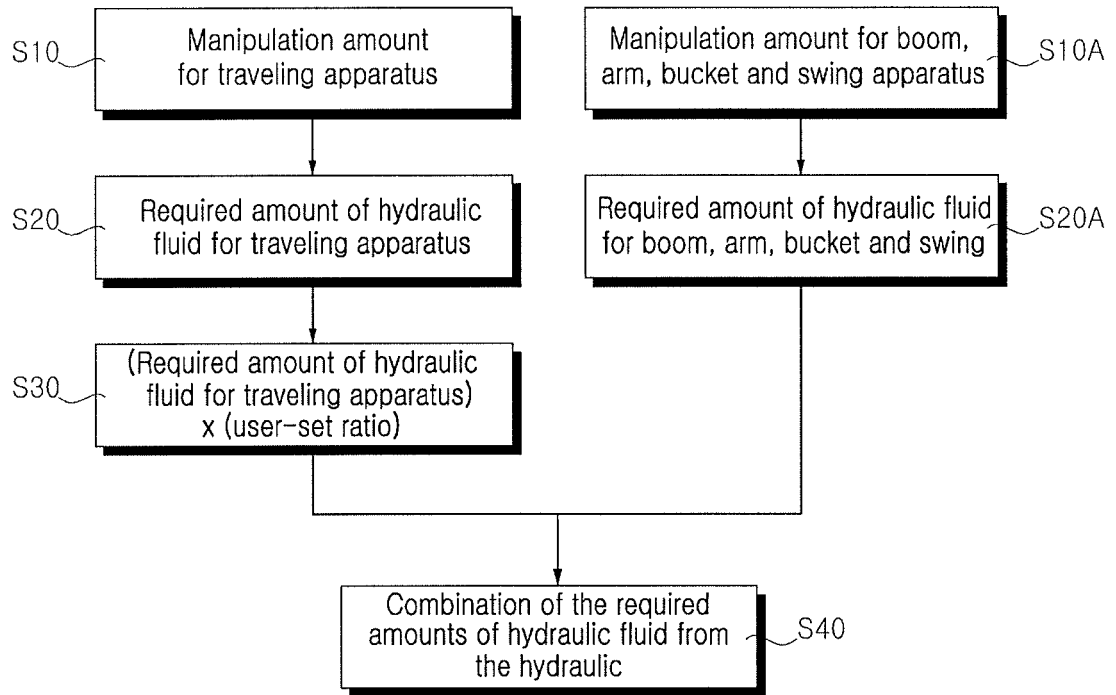 S10
Manipulation amount
for traveling apparatus
Manipulation amount for boom,
arm, bucket and swing apparatus
S10A
S20
Required amount of hydraulic
fluid for traveling apparatus
Required amount of hydraulic fluid
for boom, arm, bucket and swing
S20A
S30
(Required amount of hydraulic
fluid for traveling apparatus)
x (user-set ratio)
Combination of the required
amounts of hydraulic fluid from
the hydraulic
S40